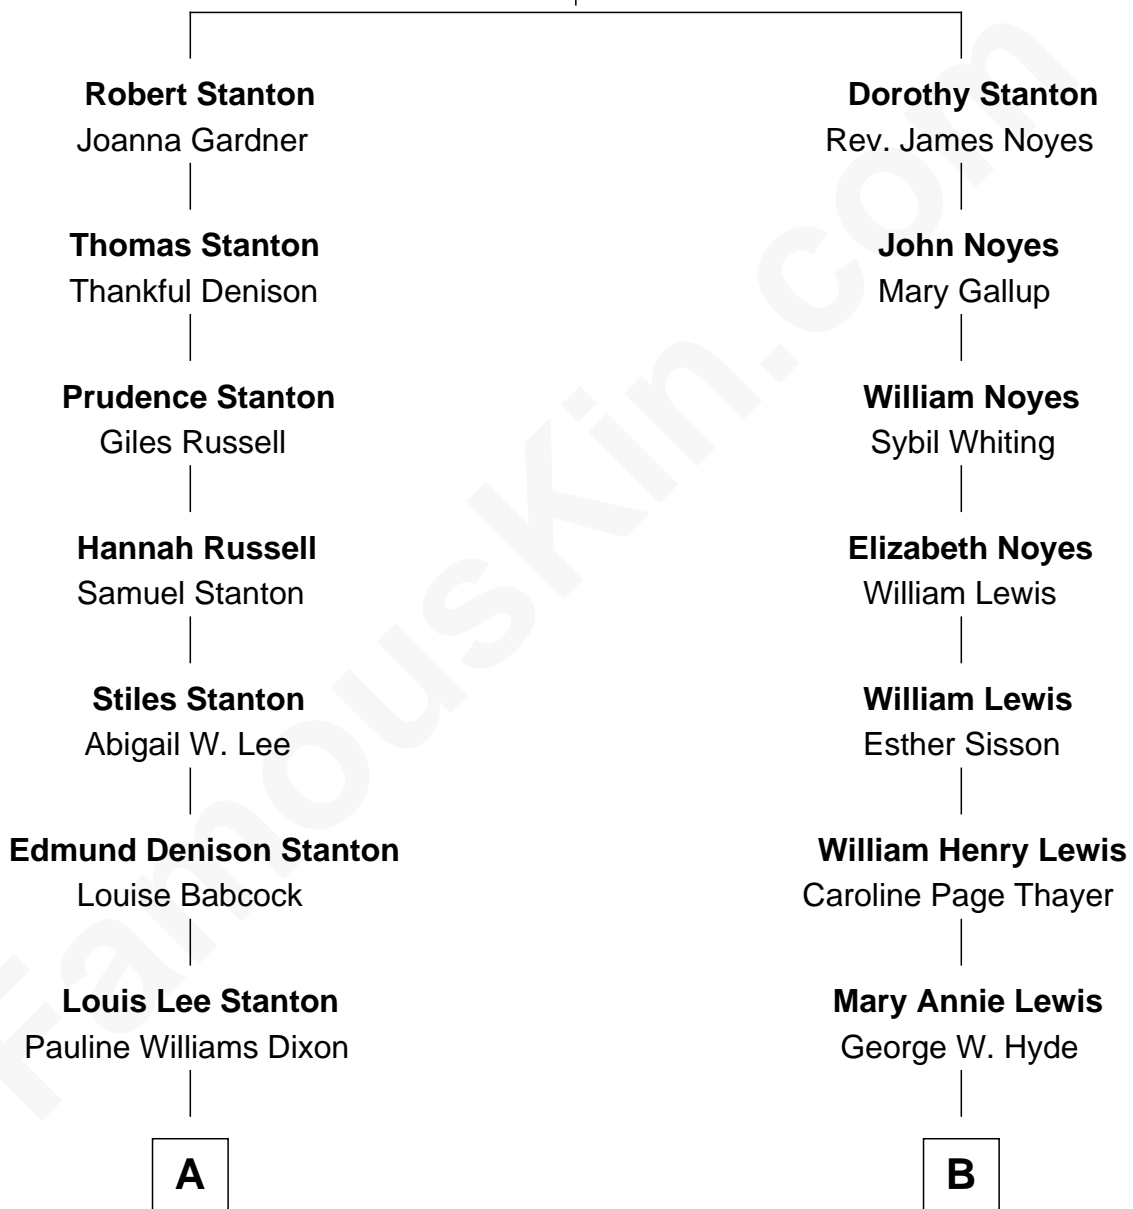 Robert Stanton
Joanna Gardner
Thomas Stanton
Thankful Denison
Prudence Stanton
Giles Russell
Hannah Russell
Samuel Stanton
Stiles Stanton
Abigail W. Lee
Edmund Denison Stanton
Louise Babcock
Louis Lee Stanton
Pauline Williams Dixon
A
Dorothy Stanton
Rev. James Noyes
John Noyes
Mary Gallup
William Noyes
Sybil Whiting
Elizabeth Noyes
William Lewis
William Lewis
Esther Sisson
William Henry Lewis
Caroline Page Thayer
Mary Annie Lewis
George W. Hyde
B
FamousKin.com